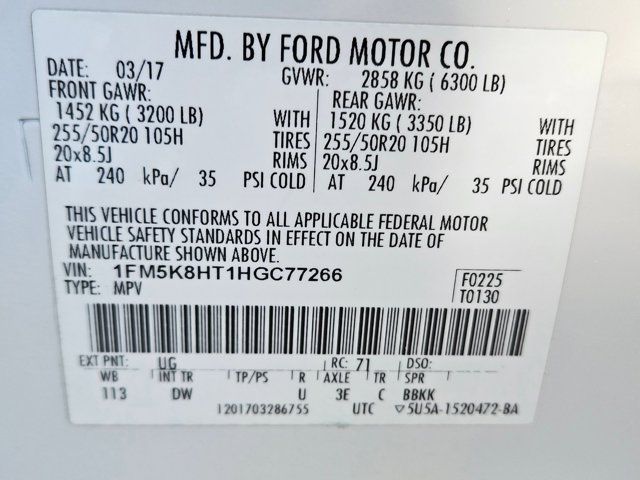 MFD. BY FORD MOTOR CO.
DATE: 03/17 GVWR: 2858 KG ( 6300 LB)
FRONT GAWR: REAR GAWR:
1452 KG ( 3200 LB) WITH 1520 KG ( 3350 LB) WITH
255/50R20 105H TIRES 255/50R20 105H TIRES
20x8.5J RIMS 20x8.5J RIMS
AT 240 kPa/ 35 PSI COLD AT 240 kPa/ 35 PSI COLD
THIS VEHICLE CONFORMS TO ALL APPLICABLE FEDERAL MOTOR
VEHICLE SAFETY STANDARDS IN EFFECT ON THE DATE OF
MANUFACTURE SHOWN ABOVE.
VIN: 1FM5K8HT1HGC77266 F0225
TYPE: MPV T0130
EXT PNT: UG RC: 71 DSO:
WB INT TR TP/PS R AXLE TR SPR
113 DW U 3E C BBKK
1201703286755 UTC ▽5U5A-1520472-BA